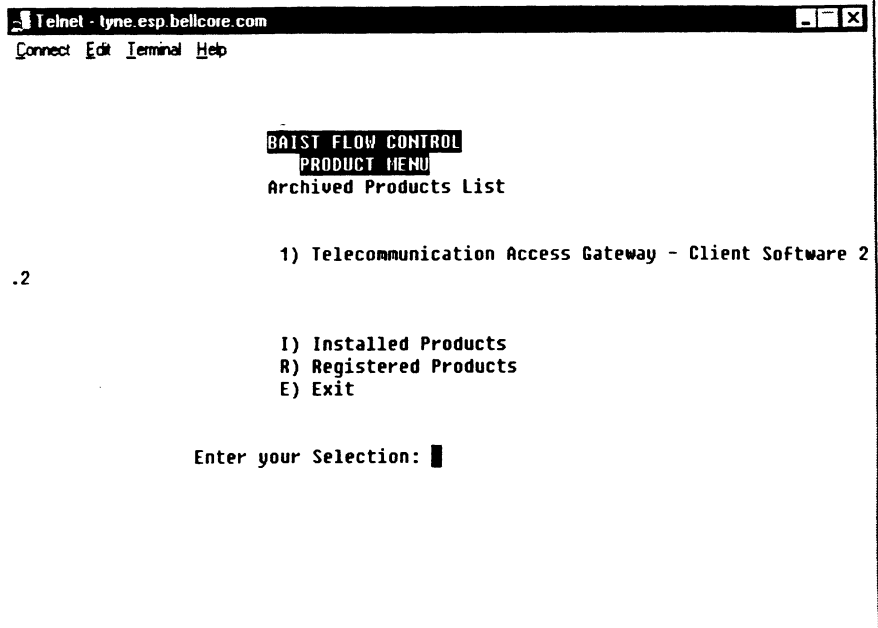 Telnet - tyne.esp.bellcore.com
Connect Edit Terminal Help
BAIST FLOW CONTROL
PRODUCT MENU
Archived Products List
1) Telecommunication Access Gateway - Client Software 2
.2
I) Installed Products
R) Registered Products
E) Exit
Enter your Selection: